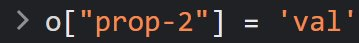 > o["prop-2"] = 'val'